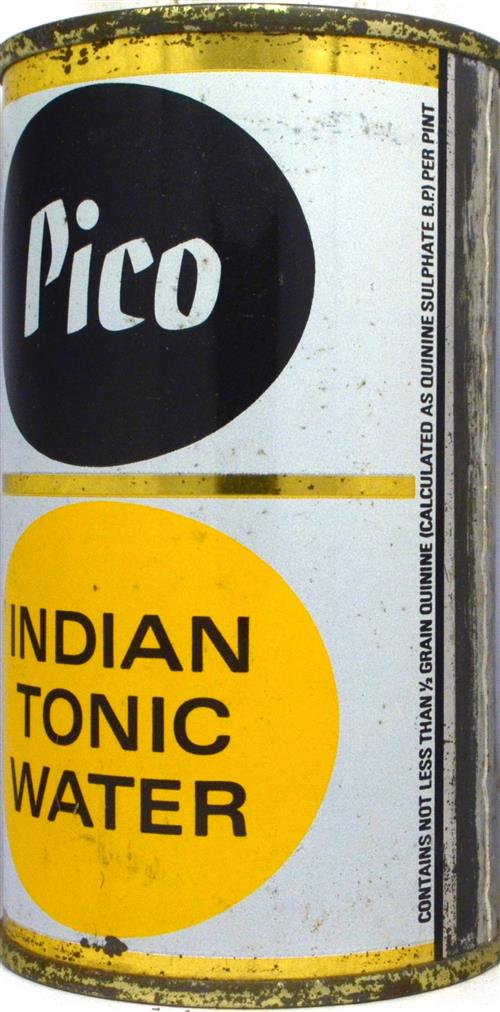 Pico
INDIAN
TONIC
WATER
CONTAINS NOT LESS THAN ½ GRAIN QUININE (CALCULATED AS QUININE SULPHATE B.P.) PER PINT